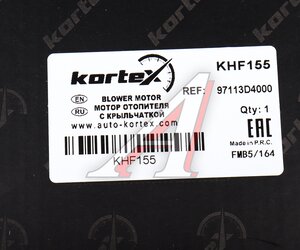 kortex
KHF155
EN
BLOWER MOTOR
REF: 97113D4000
RU
МОТОР ОТОПИТЕЛЯ
С КРЫЛЬЧАТКОЙ
www.auto-kortex.com
Qty: 1
EAC
KHF155
Made in P.R.C.
FMB5/164